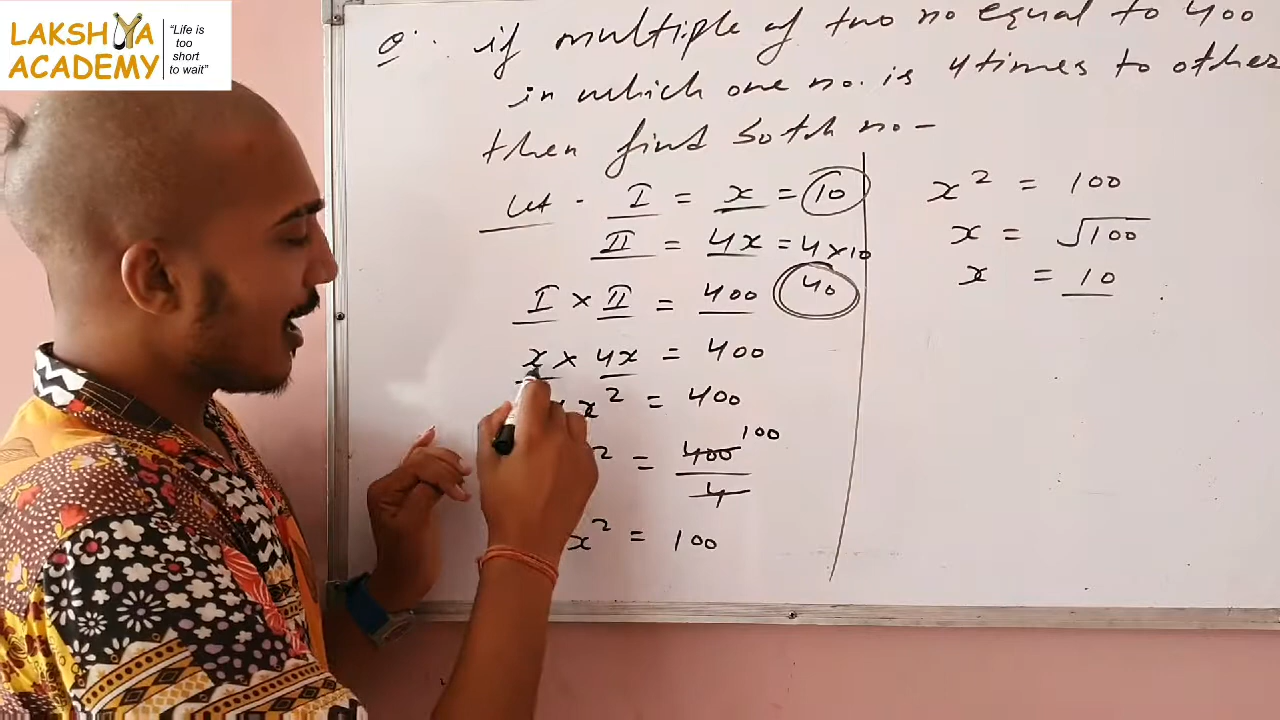 LAKSHYA
ACADEMY
"Life is
too
short
to wait"
Q:. if multiple of two no equal to 400
in which one no. is 4 times to other
then find both no -
Let - I = x = 10
II = 4x = 4 × 10
40
I × II = 400
x × 4x = 400
x² = 400
² = 400 100
4
x² = 100
x² = 100
x = √100
x = 10